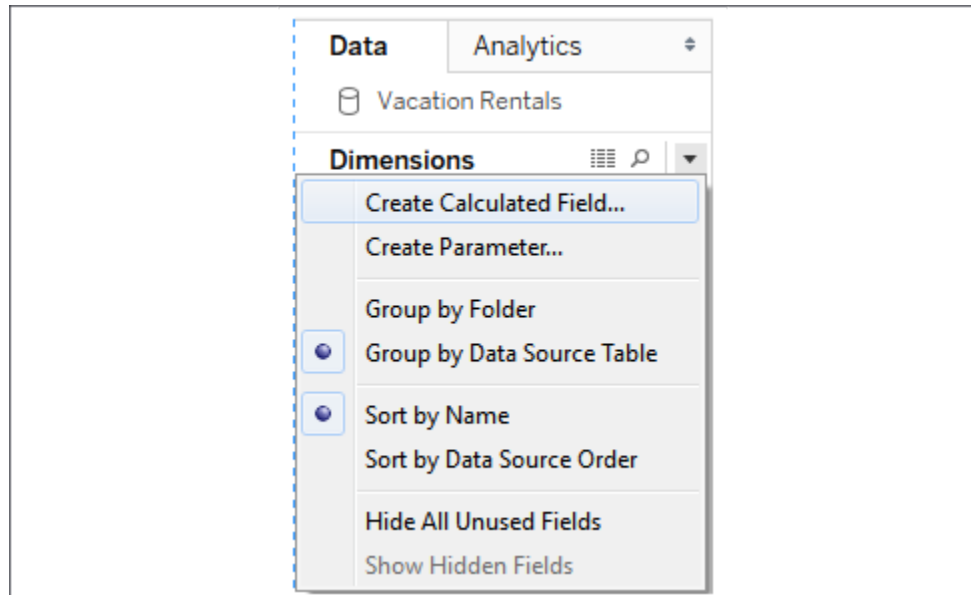 Data Analytics
Vacation Rentals
Dimensions
Create Calculated Field...
Create Parameter...
Group by Folder
Group by Data Source Table
Sort by Name
Sort by Data Source Order
Hide All Unused Fields
Show Hidden Fields